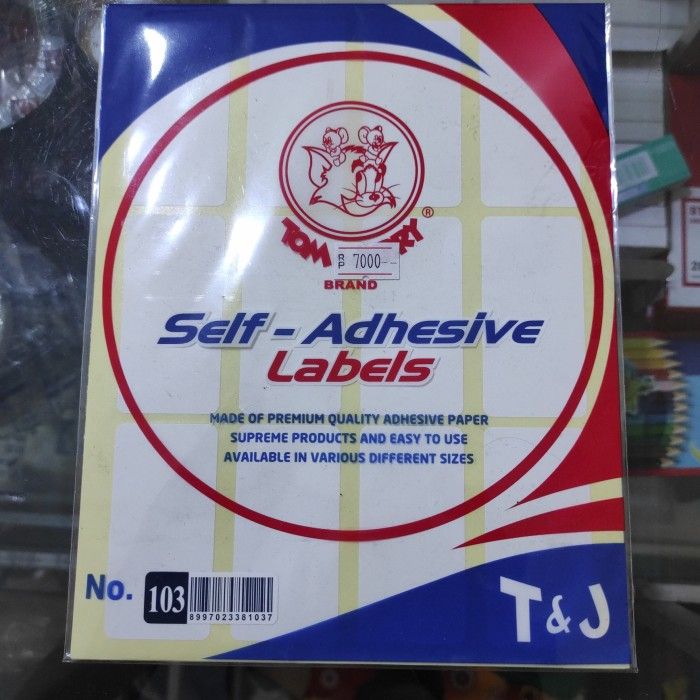 TOM
RP 7000--
BRAND
Self - Adhesive
Labels
MADE OF PREMIUM QUALITY ADHESIVE PAPER
SUPREME PRODUCTS AND EASY TO USE
AVAILABLE IN VARIOUS DIFFERENT SIZES
No. 103
8997023381037
T & J